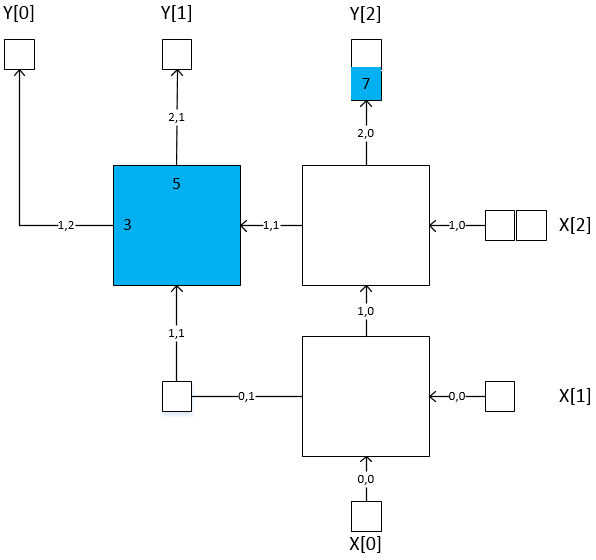 Y[0] Y[1] Y[2]
7
2,1 2,0
5
3
1,2 1,1 1,0 X[2]
1,1 1,0
0,1 0,0 X[1]
0,0
X[0]